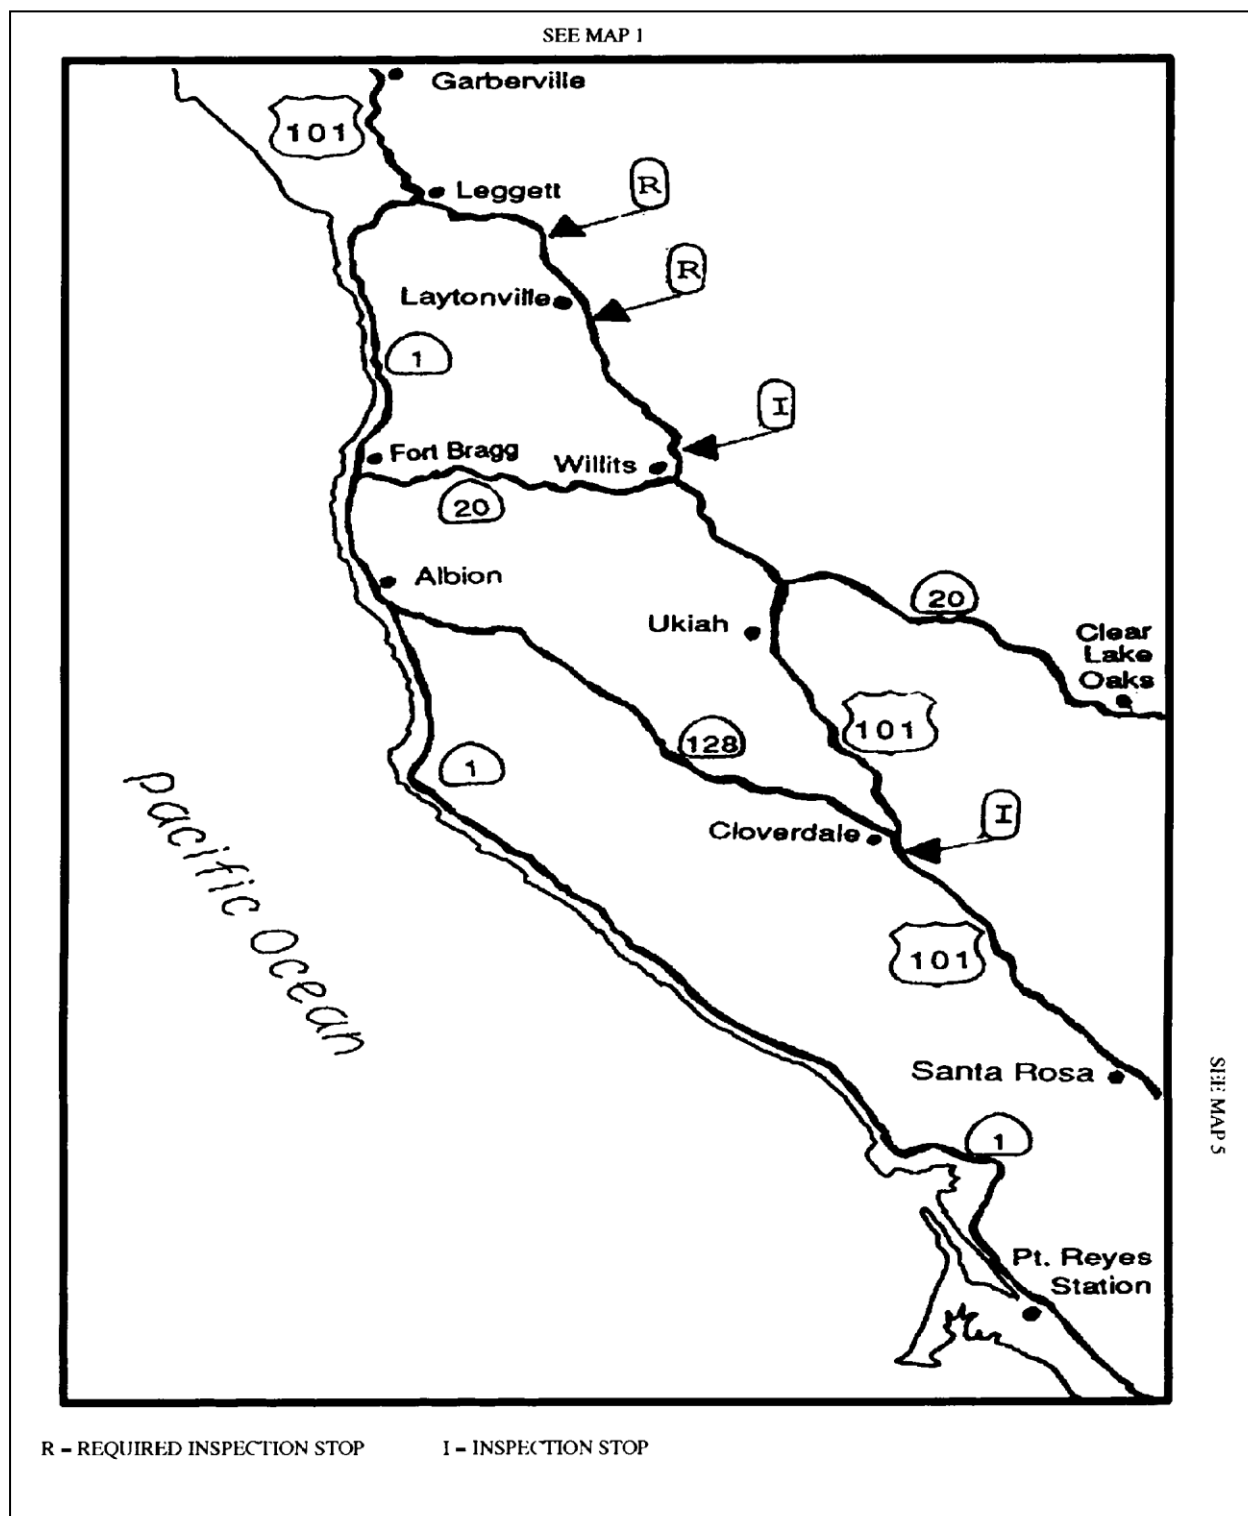 SEE MAP 1
Garberville
101
Leggett
R
R
Laytonville
1
I
Fort Bragg
Willits
20
Albion
20
Ukiah
Clear
Lake
Oaks
101
128
1
pacific Ocean
I
Cloverdale
101
Santa Rosa
SEE MAP 5
1
Pt. Reyes
Station
R – REQUIRED INSPECTION STOP
I – INSPECTION STOP